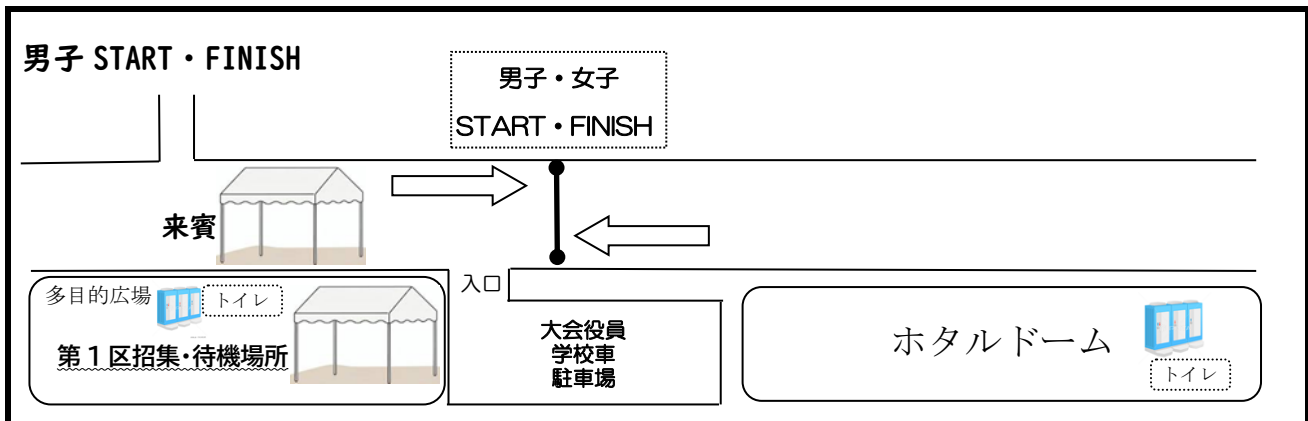 男子 START・FINISH
男子・女子
START・FINISH
来賓
入口
多目的広場
トイレ
第１区招集・待機場所
大会役員
学校車
駐車場
ホタルドーム
トイレ